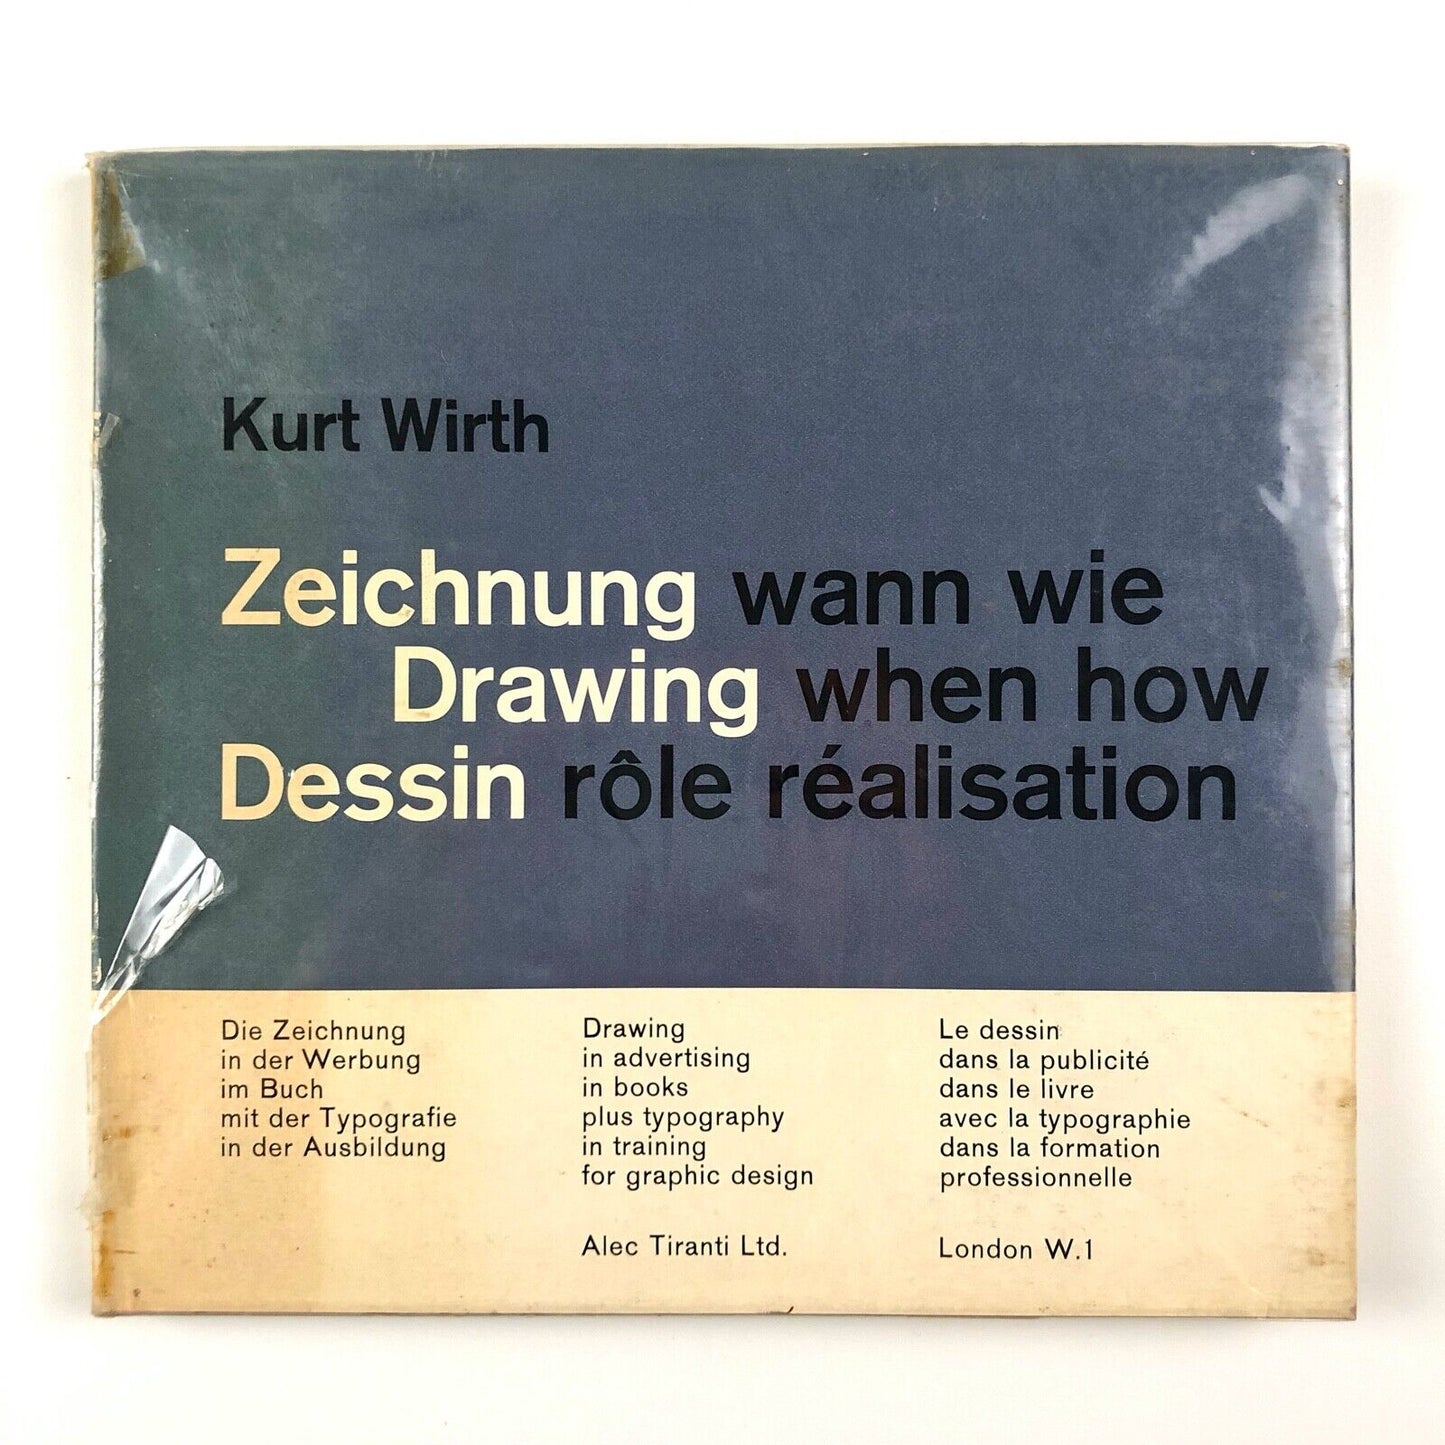 Kurt Wirth
Zeichnung wann wie
Drawing when how
Dessin rôle réalisation
Die Zeichnung
in der Werbung
im Buch
mit der Typografie
in der Ausbildung
Drawing
in advertising
in books
plus typography
in training
for graphic design
Le dessin
dans la publicité
dans le livre
avec la typographie
dans la formation
professionnelle
Alec Tiranti Ltd.
London W.1